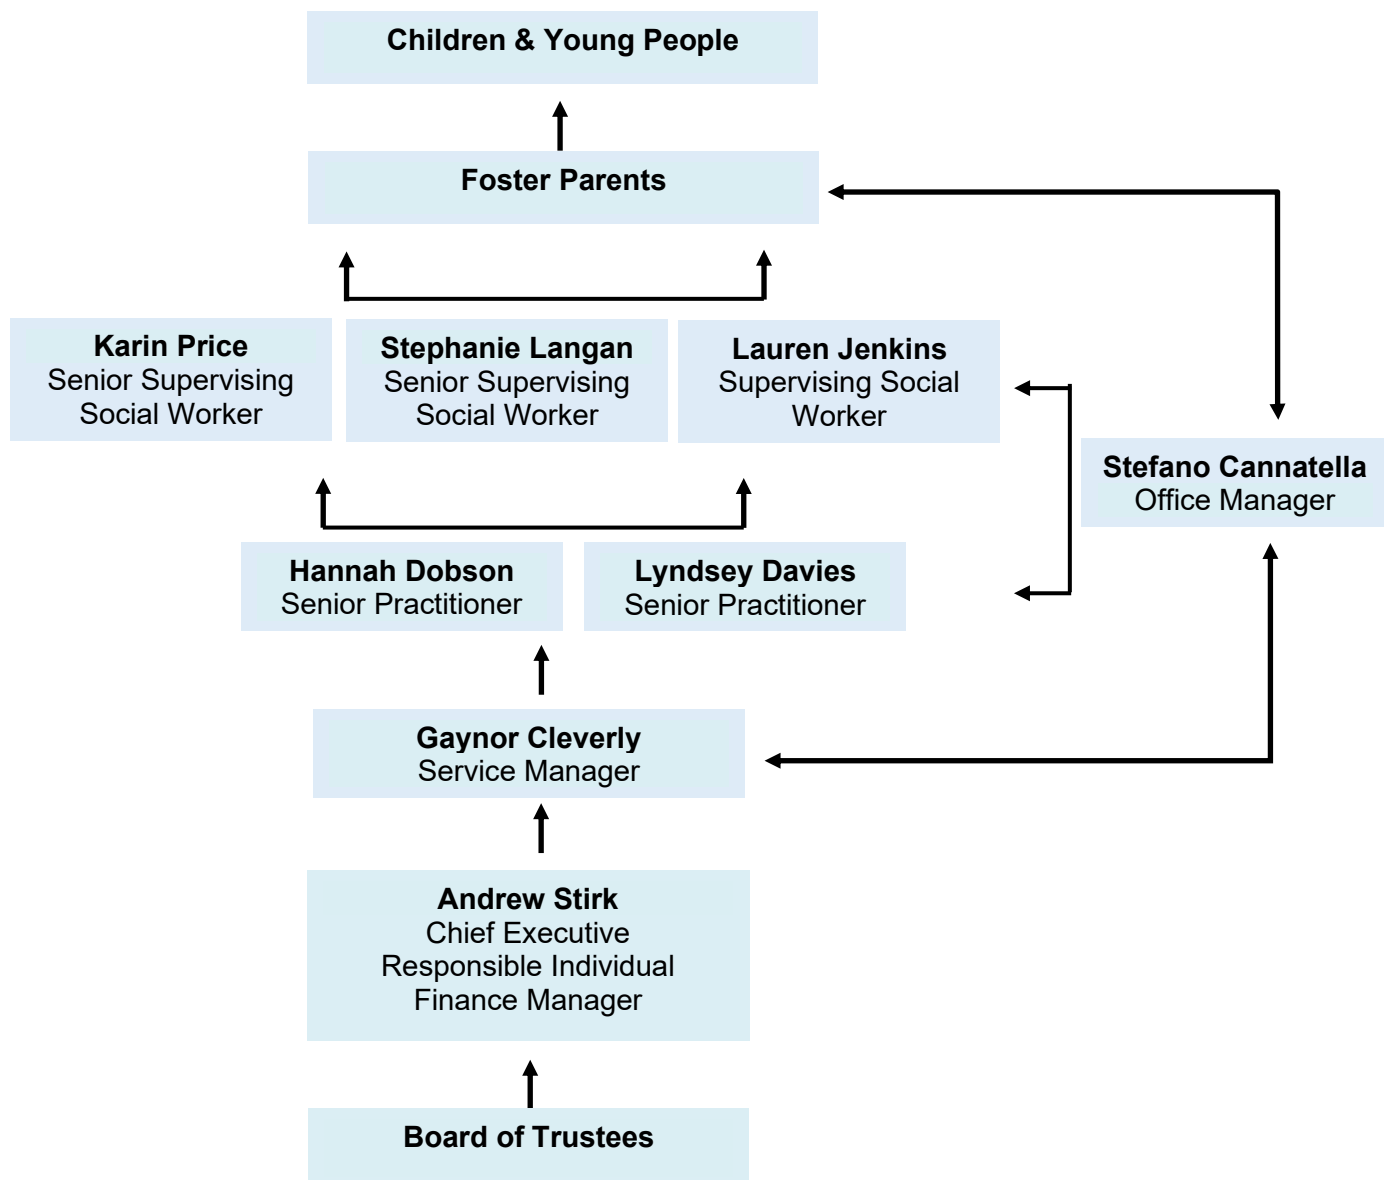 Children & Young People
Foster Parents
Karin Price
Senior Supervising
Social Worker
Stephanie Langan
Senior Supervising
Social Worker
Lauren Jenkins
Supervising Social
Worker
Stefano Cannatella
Office Manager
Hannah Dobson
Senior Practitioner
Lyndsey Davies
Senior Practitioner
Gaynor Cleverly
Service Manager
Andrew Stirk
Chief Executive
Responsible Individual
Finance Manager
Board of Trustees